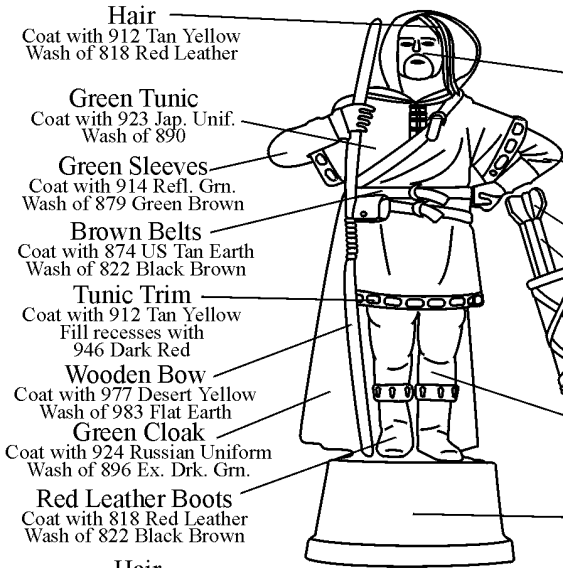 Hair
Coat with 912 Tan Yellow
Wash of 818 Red Leather
Green Tunic
Coat with 923 Jap. Unif.
Wash of 890
Green Sleeves
Coat with 914 Refl. Grn.
Wash of 879 Green Brown
Brown Belts
Coat with 874 US Tan Earth
Wash of 822 Black Brown
Tunic Trim
Coat with 912 Tan Yellow
Fill recesses with
946 Dark Red
Wooden Bow
Coat with 977 Desert Yellow
Wash of 983 Flat Earth
Green Cloak
Coat with 924 Russian Uniform
Wash of 896 Ex. Drk. Grn.
Red Leather Boots
Coat with 818 Red Leather
Wash of 822 Black Brown
Hair